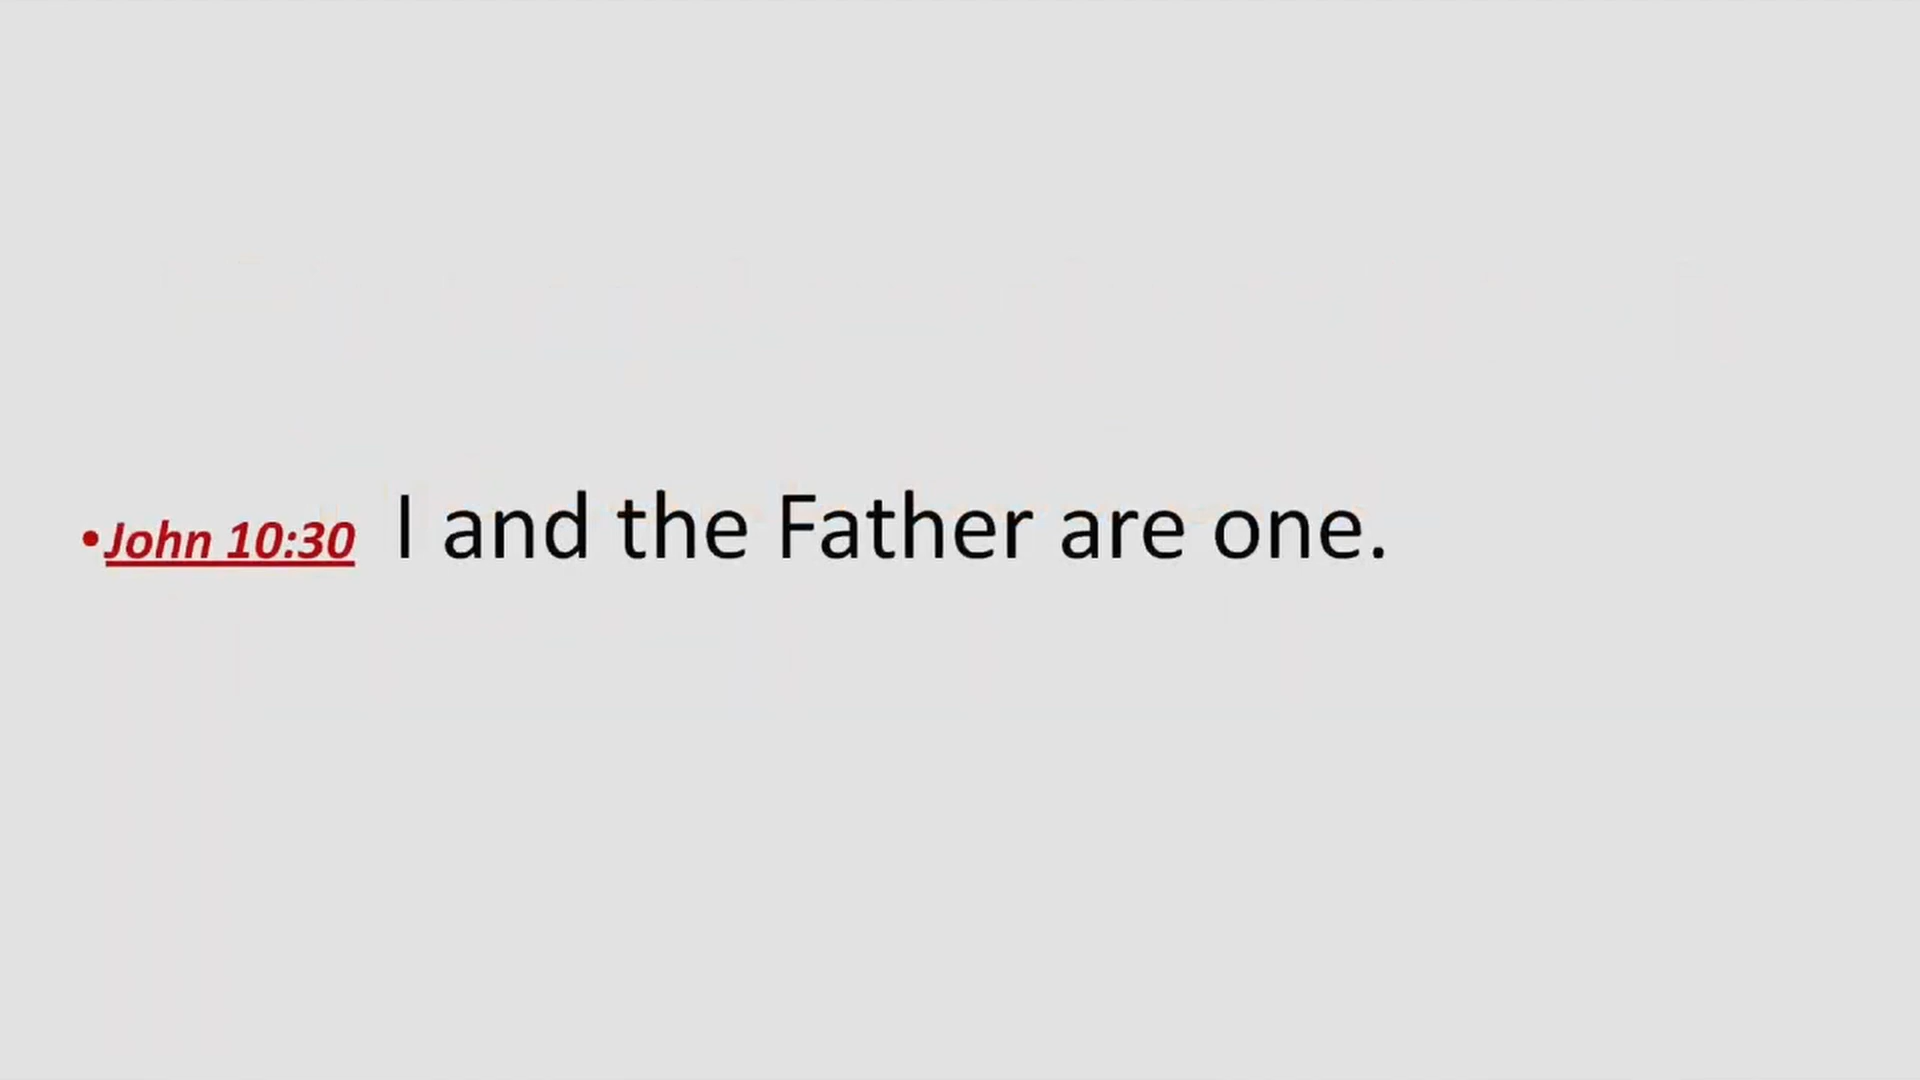 •John 10:30 I and the Father are one.